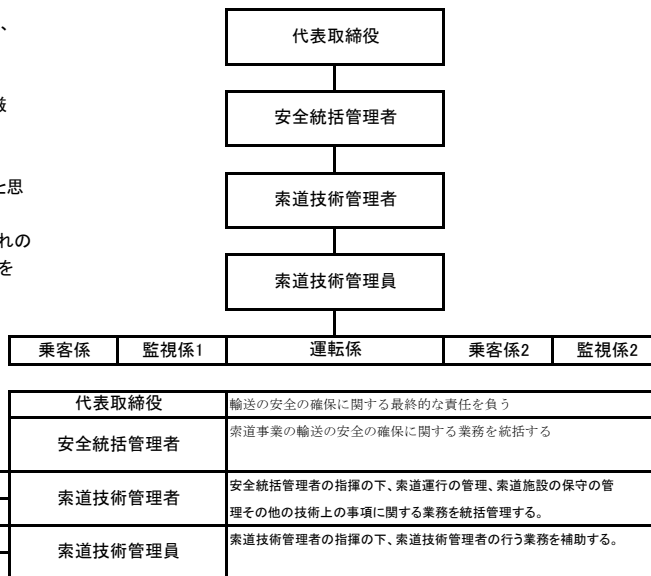 、
代表取締役
安全統括管理者
と思
索道技術管理者
れの
を
索道技術管理員
乗客係 監視係1 運転係 乗客係2 監視係2
代表取締役 輸送の安全の確保に関する最終的な責任を負う
安全統括管理者 索道事業の輸送の安全の確保に関する業務を統括する
索道技術管理者 安全統括管理者の指揮の下、索道運行の管理、索道施設の保守の管
理その他の技術上の事項に関する業務を統括管理する。
索道技術管理員 索道技術管理者の指揮の下、索道技術管理者の行う業務を補助する。